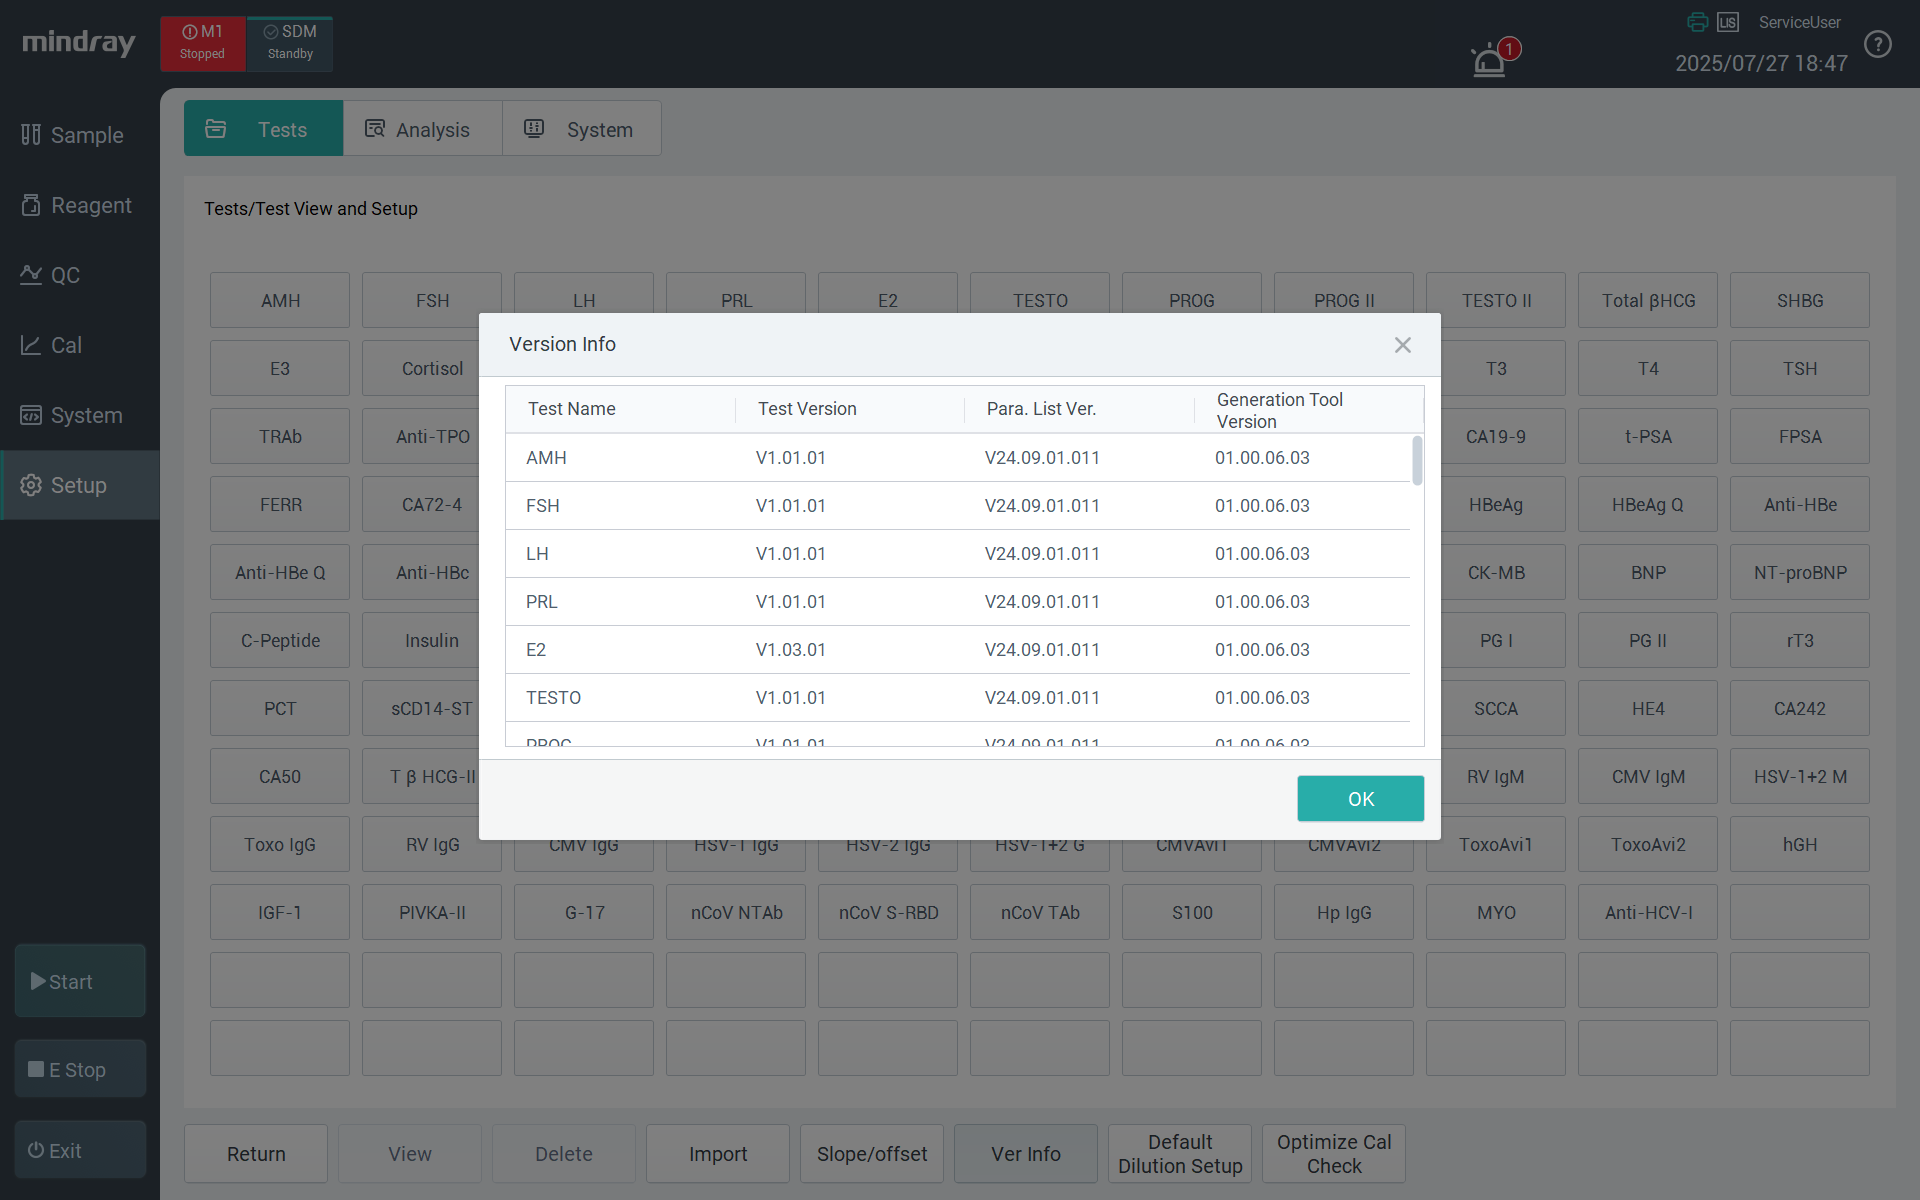 mindray
M1
Stopped
SDM
Standby
1
LIS
ServiceUser
2025/07/27 18:47
?
Sample
Reagent
QC
Cal
System
Setup
Start
E Stop
Exit
Tests
Analysis
System
Tests/Test View and Setup
AMH FSH LH PRL E2 TESTO PROG PROG II TESTO II Total βHCG SHBG
E3 Cortisol T3 T4 TSH
TRAb Anti-TPO CA19-9 t-PSA FPSA
FERR CA72-4 HBeAg HBeAg Q Anti-HBe
Anti-HBe Q Anti-HBc CK-MB BNP NT-proBNP
C-Peptide Insulin PG I PG II rT3
PCT sCD14-ST SCCA HE4 CA242
CA50 T β HCG-II RV IgM CMV IgM HSV-1+2 M
Toxo IgG RV IgG CMV IgG HSV-1 IgG HSV-2 IgG HSV-1+2 G CMVAvi1 CMVAvi2 ToxoAvi1 ToxoAvi2 hGH
IGF-1 PIVKA-II G-17 nCoV NTAb nCoV S-RBD nCoV TAb S100 Hp IgG MYO Anti-HCV-I
Version Info
Test Name Test Version Para. List Ver. Generation Tool Version
AMH V1.01.01 V24.09.01.011 01.00.06.03
FSH V1.01.01 V24.09.01.011 01.00.06.03
LH V1.01.01 V24.09.01.011 01.00.06.03
PRL V1.01.01 V24.09.01.011 01.00.06.03
E2 V1.03.01 V24.09.01.011 01.00.06.03
TESTO V1.01.01 V24.09.01.011 01.00.06.03
PROG V1.01.01 V24.09.01.011 01.00.06.03
OK
Return
View
Delete
Import
Slope/offset
Ver Info
Default
Dilution Setup
Optimize Cal
Check